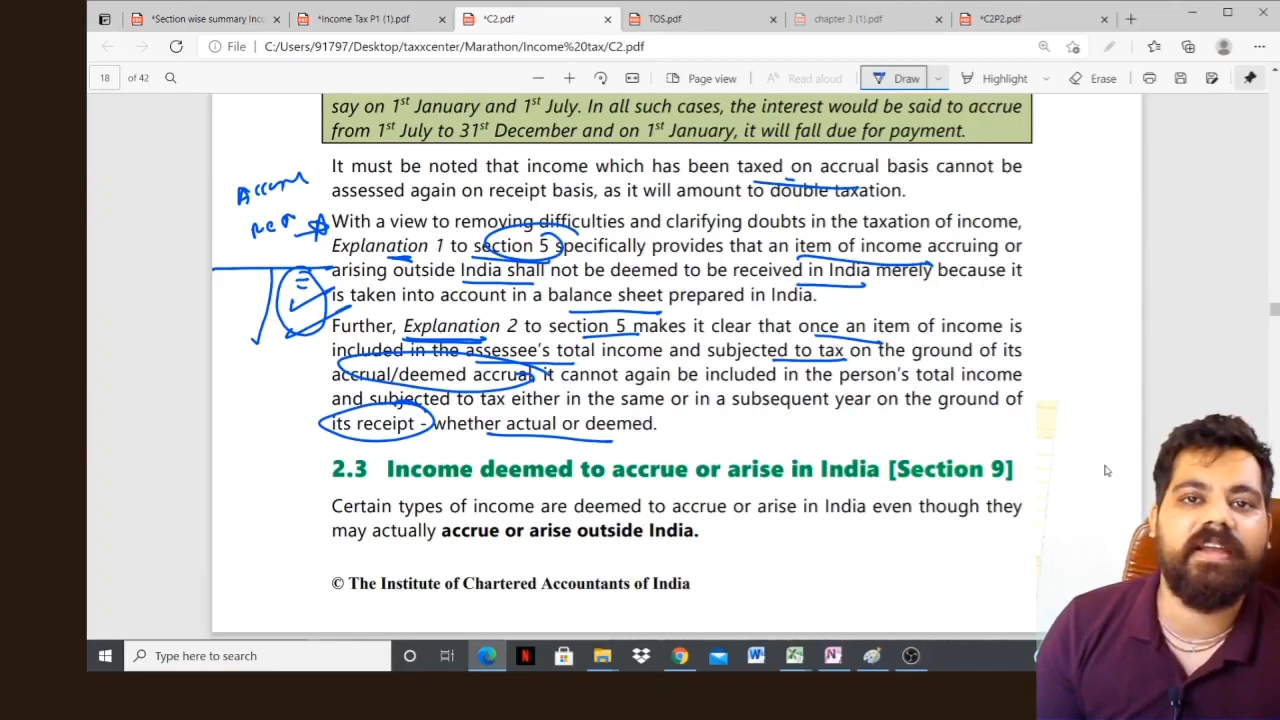 *Section wise summary Inc
*Income Tax P1 (1).pdf
*C2.pdf
TOS.pdf
chapter 3 (1).pdf
*C2P2.pdf
File C:/Users/91797/Desktop/taxxcenter/Marathon/Income%20tax/C2.pdf
18 of 42
Page view
Read aloud
Draw
Highlight
Erase
say on 1st January and 1st July. In all such cases, the interest would be said to accrue
from 1st July to 31st December and on 1st January, it will fall due for payment.
It must be noted that income which has been taxed on accrual basis cannot be
assessed again on receipt basis, as it will amount to double taxation.
With a view to removing difficulties and clarifying doubts in the taxation of income,
Explanation 1 to section 5 specifically provides that an item of income accruing or
arising outside India shall not be deemed to be received in India merely because it
is taken into account in a balance sheet prepared in India.
Further, Explanation 2 to section 5 makes it clear that once an item of income is
included in the assessee's total income and subjected to tax on the ground of its
accrual/deemed accrual, it cannot again be included in the person's total income
and subjected to tax either in the same or in a subsequent year on the ground of
its receipt - whether actual or deemed.
2.3 Income deemed to accrue or arise in India [Section 9]
Certain types of income are deemed to accrue or arise in India even though they
may actually accrue or arise outside India.
© The Institute of Chartered Accountants of India
Type here to search